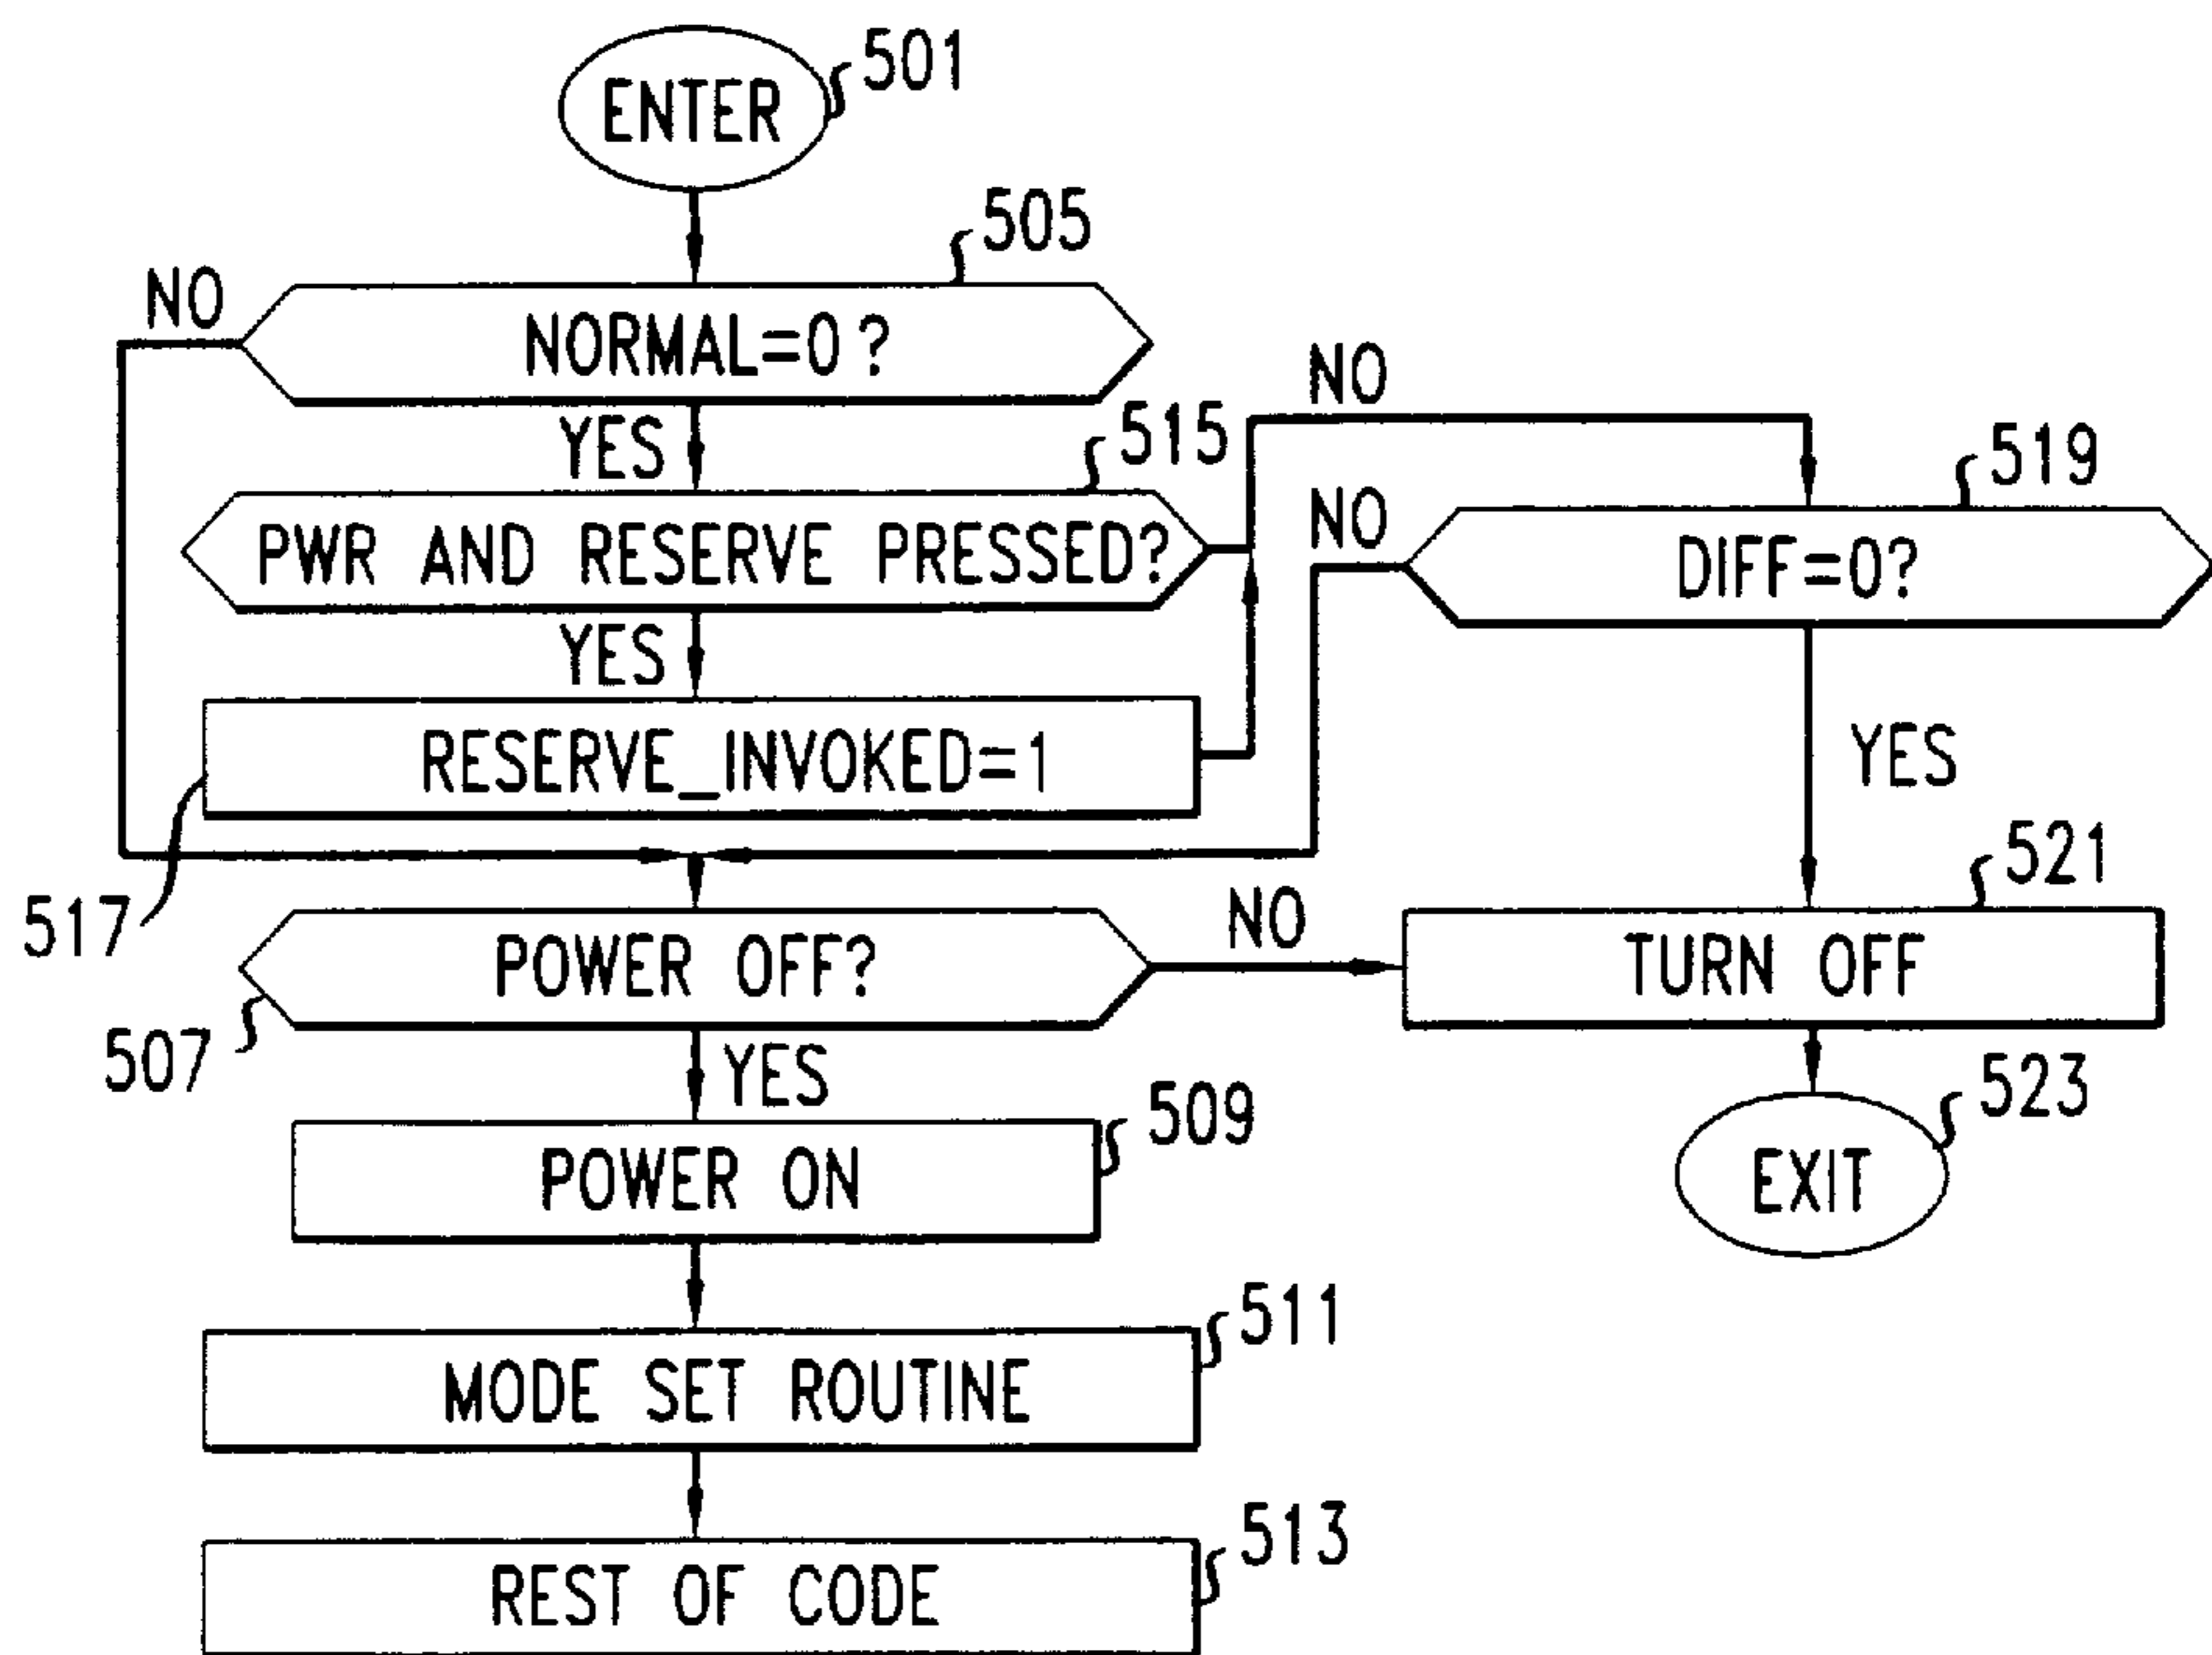 ENTER
501
505
NO
NORMAL=0?
NO
YES
515
519
NO
PWR AND RESERVE PRESSED?
DIFF=0?
YES
RESERVE_INVOKED=1
YES
521
517
NO
POWER OFF?
TURN OFF
507
YES
523
509
POWER ON
EXIT
511
MODE SET ROUTINE
513
REST OF CODE